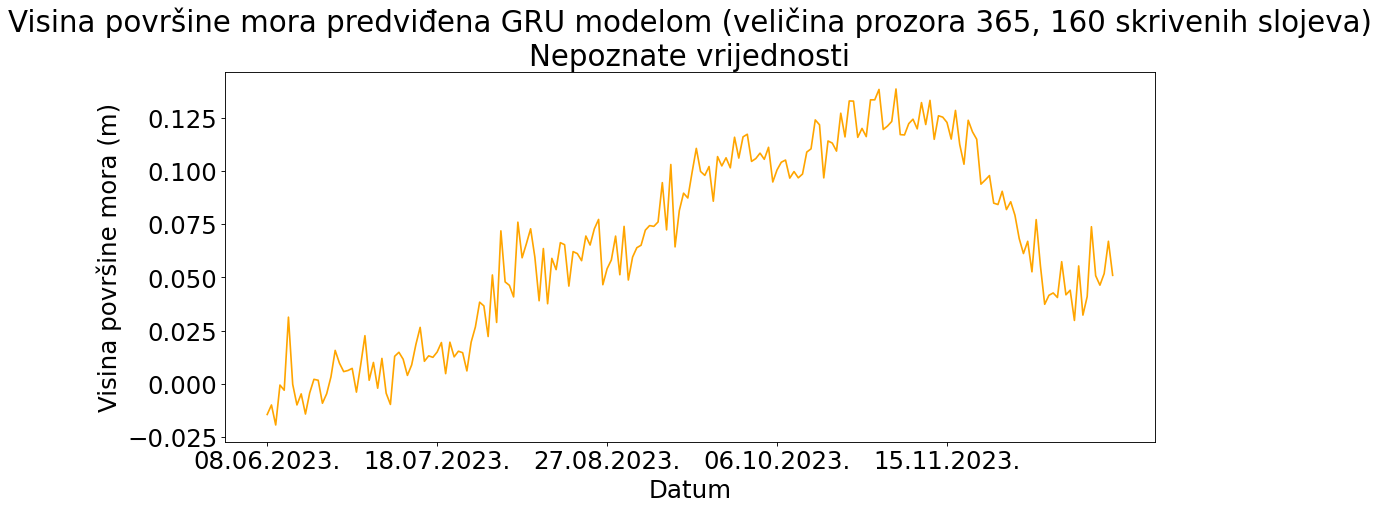 Visina površine mora predviđena GRU modelom (veličina prozora 365, 160 skrivenih slojeva)
Nepoznate vrijednosti
Visina površine mora (m)
0.125
0.100
0.075
0.050
0.025
0.000
−0.025
08.06.2023. 18.07.2023. 27.08.2023. 06.10.2023. 15.11.2023.
Datum